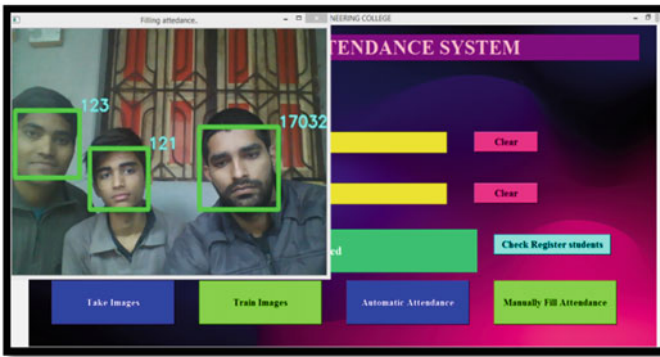 Filling attedance..
NEERING COLLEGE
TENDANCE SYSTEM
123
121
17032
Clear
Clear
ed
Check Register students
Take Images
Train Images
Automatic Attendance
Manually Fill Attendance